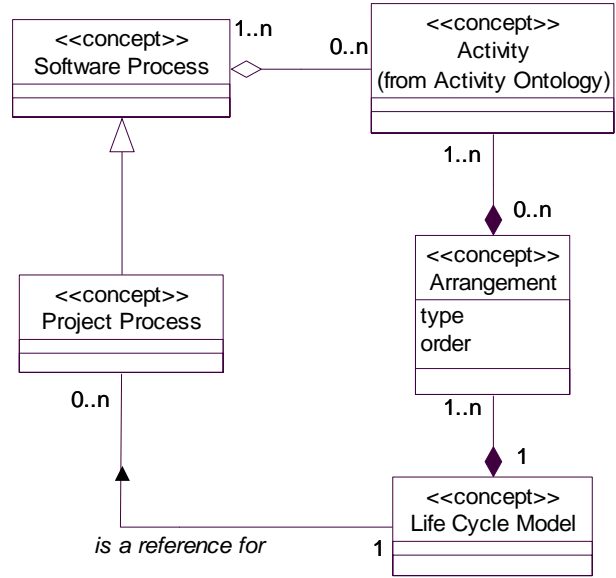 <<concept>>
Software Process
1..n
0..n
<<concept>>
Activity
(from Activity Ontology)
1..n
0..n
<<concept>>
Arrangement
type
order
<<concept>>
Project Process
0..n
1..n
1
<<concept>>
Life Cycle Model
is a reference for
1